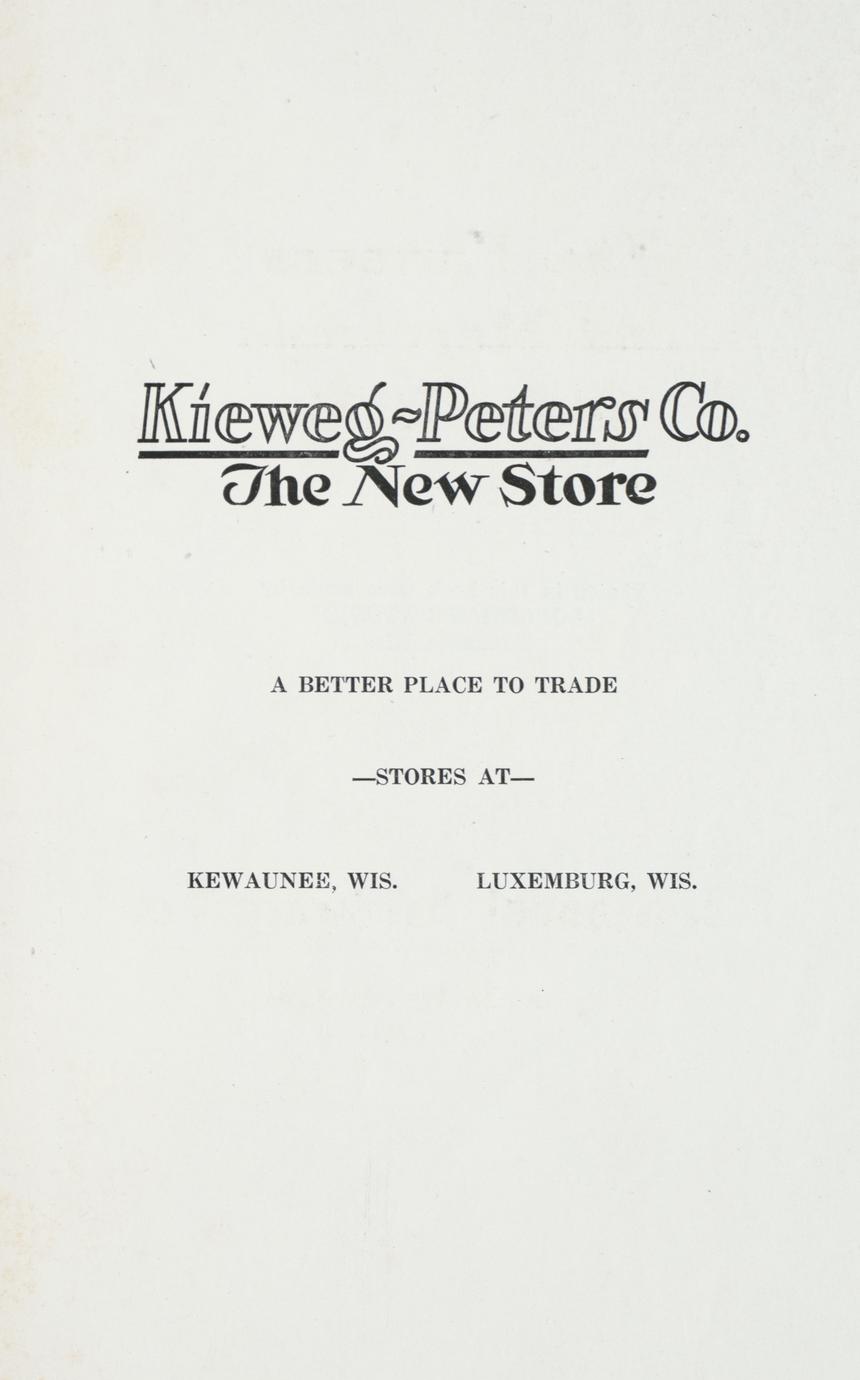 Kieweg~Peters Co.
The New Store
A BETTER PLACE TO TRADE
—STORES AT—
KEWAUNEE, WIS. LUXEMBURG, WIS.